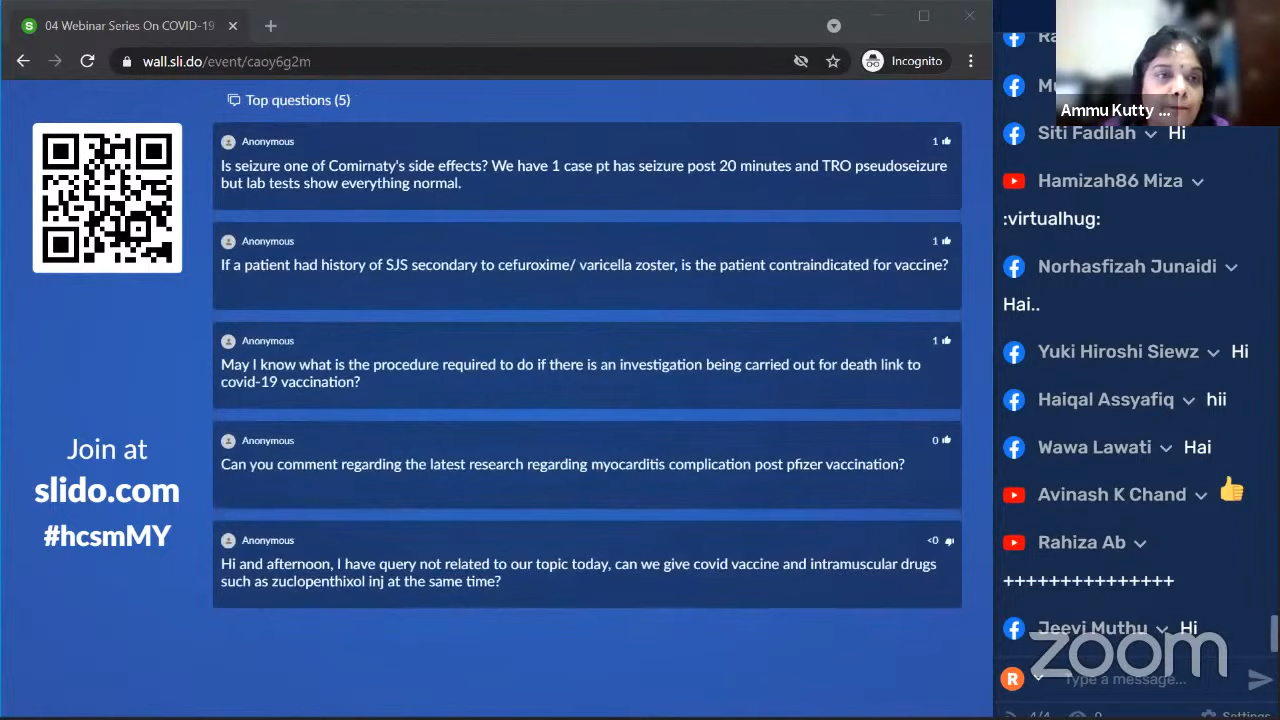 04 Webinar Series On COVID-19
wall.sli.do/event/caoy6g2m
Incognito
Top questions (5)
Anonymous
1
Is seizure one of Comirnaty's side effects? We have 1 case pt has seizure post 20 minutes and TRO pseudoseizure
but lab tests show everything normal.
Anonymous
1
If a patient had history of SJS secondary to cefuroxime/ varicella zoster, is the patient contraindicated for vaccine?
Anonymous
1
May I know what is the procedure required to do if there is an investigation being carried out for death link to
covid-19 vaccination?
Anonymous
0
Can you comment regarding the latest research regarding myocarditis complication post pfizer vaccination?
Anonymous
<0
Hi and afternoon, I have query not related to our topic today, can we give covid vaccine and intramuscular drugs
such as zuclopenthixol inj at the same time?
Join at
slido.com
#hcsmMY
Ammu Kutty ...
Siti Fadilah Hi
Hamizah86 Miza
:virtualhug:
Norhasfizah Junaidi
Hai..
Yuki Hiroshi Siewz Hi
Haiqal Assyafiq hii
Wawa Lawati Hai
Avinash K Chand
Rahiza Ab
+++++++++++++++
Jeevi Muthu Hi
zoom
R
Type a message...
4/4 0 Settings